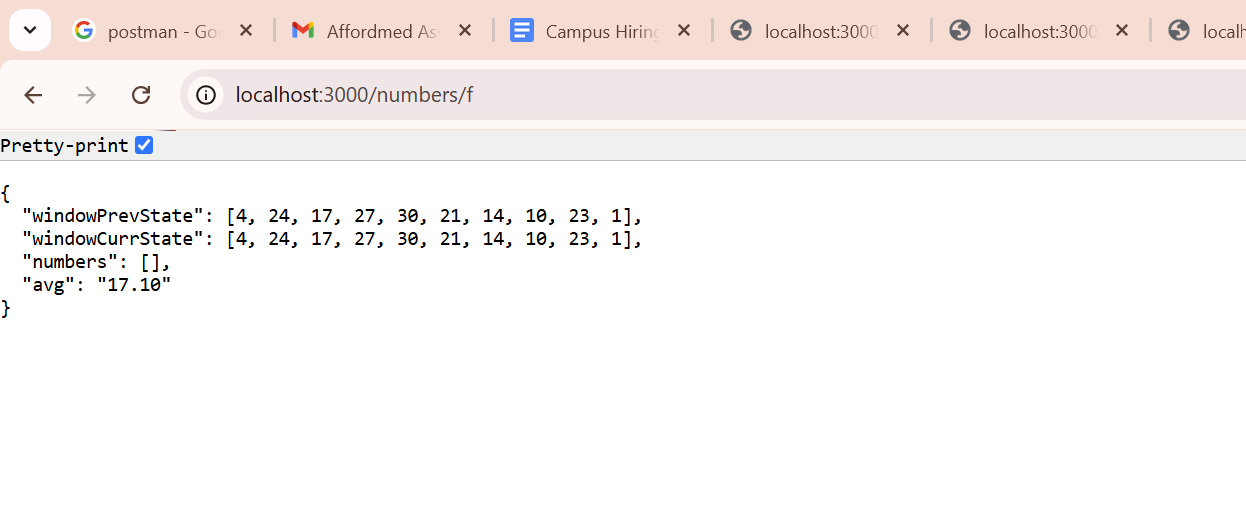 postman - Go
Affordmed As
Campus Hiring
localhost:3000
localhost:3000
localh
localhost:3000/numbers/f
Pretty-print
{
  "windowPrevState": [4, 24, 17, 27, 30, 21, 14, 10, 23, 1],
  "windowCurrState": [4, 24, 17, 27, 30, 21, 14, 10, 23, 1],
  "numbers": [],
  "avg": "17.10"
}